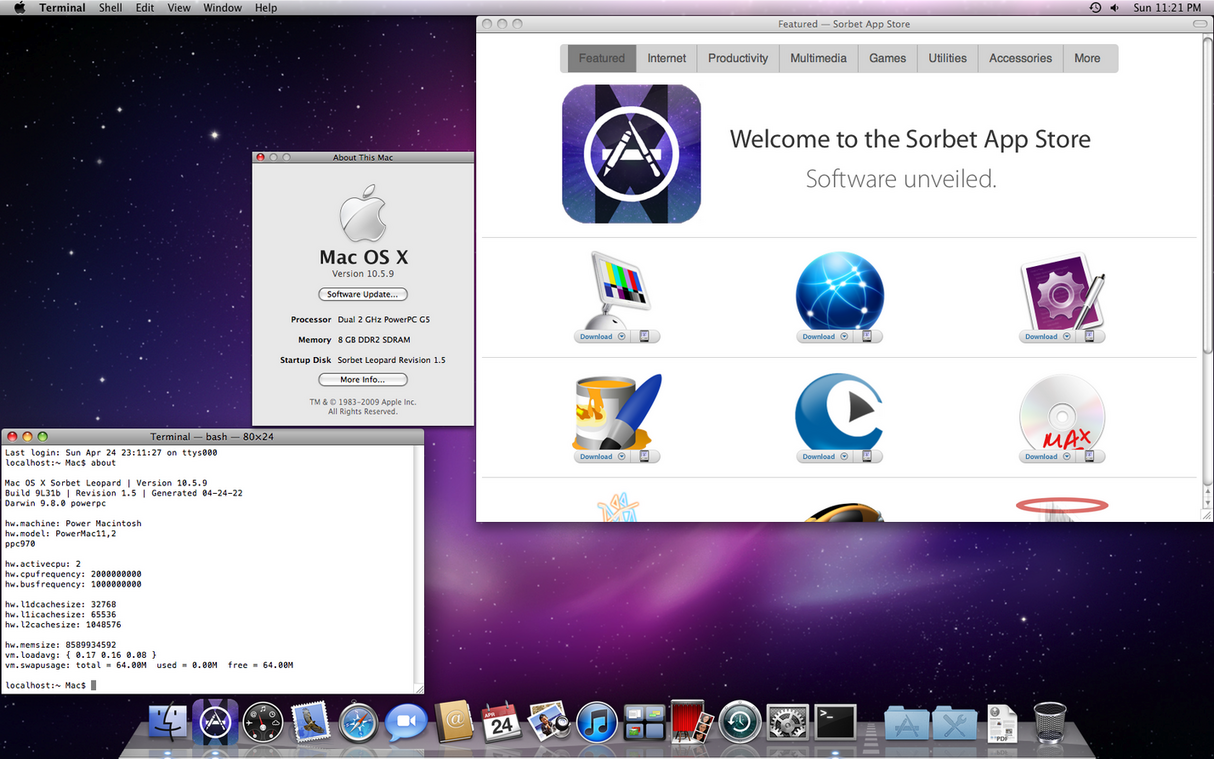 Terminal Shell Edit View Window Help
Sun 11:21 PM
Featured — Sorbet App Store
Featured Internet Productivity Multimedia Games Utilities Accessories More
Welcome to the Sorbet App Store
Software unveiled.
Download Download Download
MAX
Download Download Download
About This Mac
Mac OS X
Version 10.5.9
Software Update...
Processor Dual 2 GHz PowerPC G5
Memory 8 GB DDR2 SDRAM
Startup Disk Sorbet Leopard Revision 1.5
More Info...
TM & © 1983-2009 Apple Inc.
All Rights Reserved.
Terminal — bash — 80×24
Last login: Sun Apr 24 23:11:27 on ttys000
localhost:~ Mac$ about
Mac OS X Sorbet Leopard | Version 10.5.9
Build 9L31b | Revision 1.5 | Generated 04-24-22
Darwin 9.8.0 powerpc
hw.machine: Power Macintosh
hw.model: PowerMac11,2
ppc970
hw.activecpu: 2
hw.cpufrequency: 2000000000
hw.busfrequency: 1000000000
hw.l1dcachesize: 32768
hw.l1icachesize: 65536
hw.l2cachesize: 1048576
hw.memsize: 8589934592
vm.loadavg: { 0.17 0.16 0.08 }
vm.swapusage: total = 64.00M used = 0.00M free = 64.00M
localhost:~ Mac$
APR
24
PDF